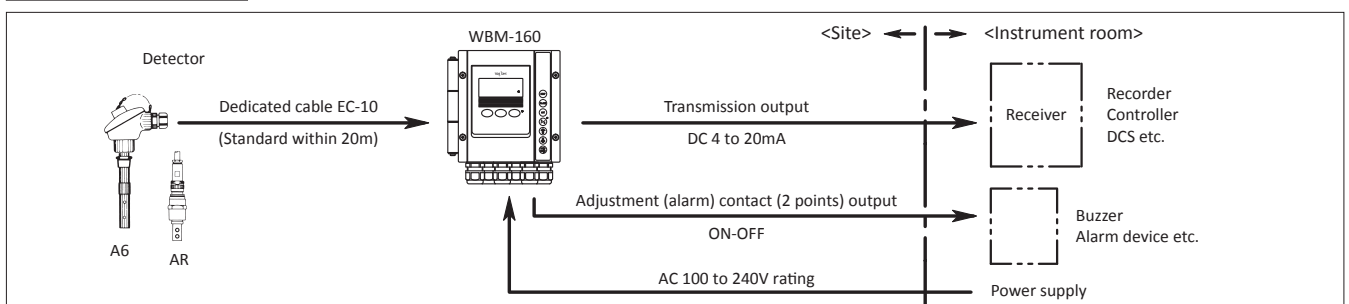 WBM-160
<Site>
<Instrument room>
Detector
Dedicated cable EC-10
(Standard within 20m)
Transmission output
DC 4 to 20mA
Receiver
Recorder
Controller
DCS etc.
Adjustment (alarm) contact (2 points) output
ON-OFF
Buzzer
Alarm device etc.
A6
AR
AC 100 to 240V rating
Power supply